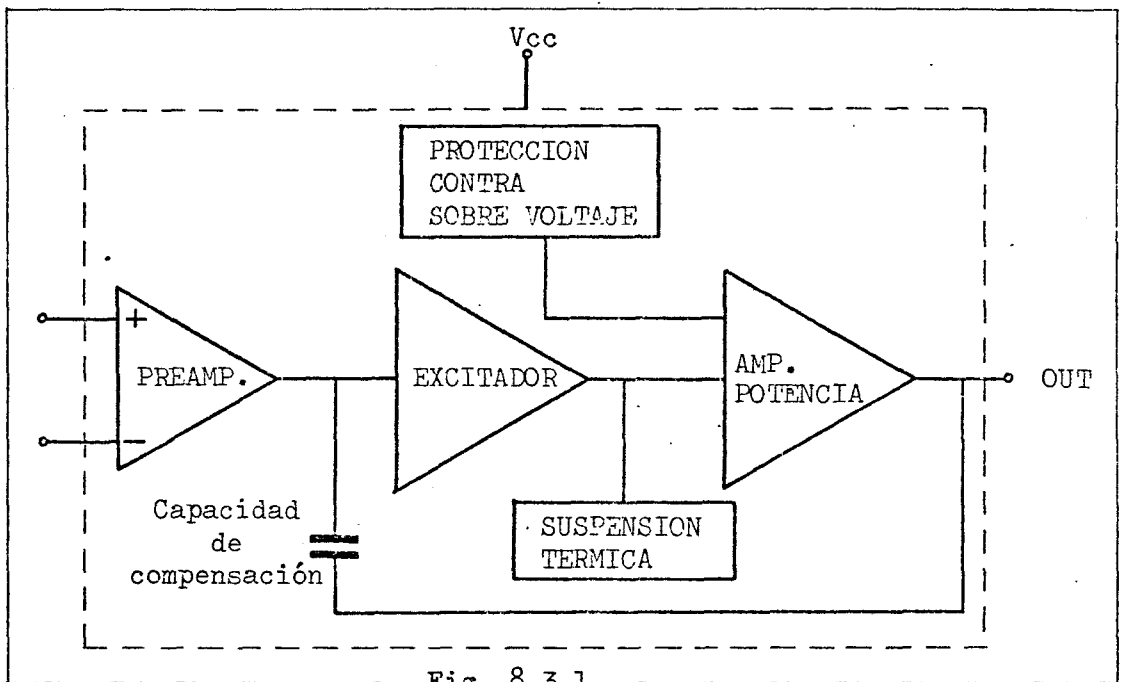 Vcc
PROTECCION
CONTRA
SOBRE VOLTAJE
+
PREAMP.
−
EXCITADOR
AMP.
POTENCIA
OUT
Capacidad
de
compensación
SUSPENSION
TERMICA
Fig. 8.3.1